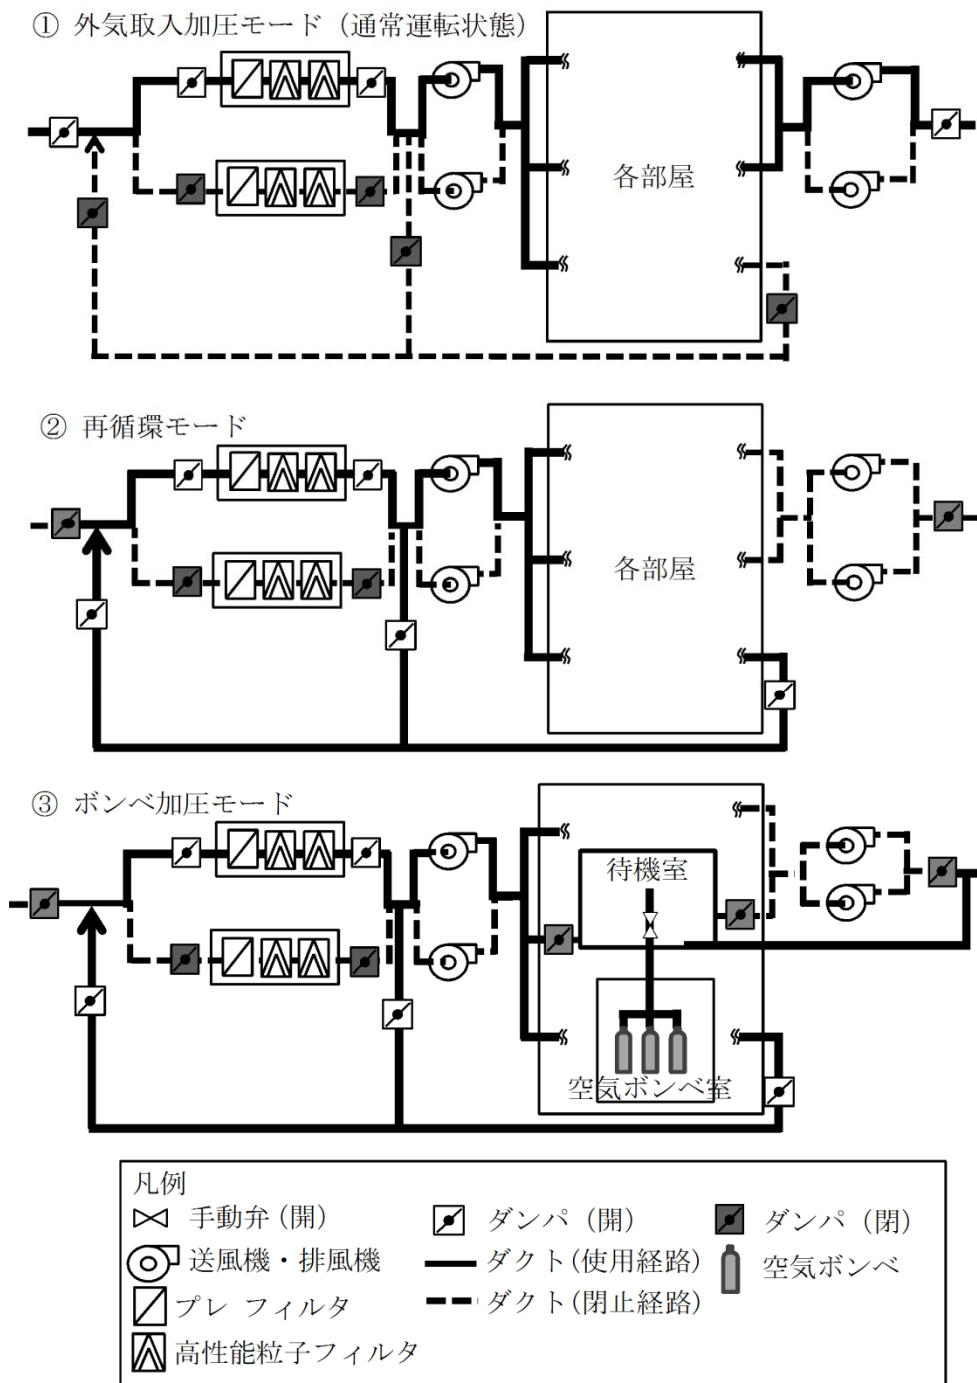 ① 外気取入加圧モード（通常運転状態）
各部屋
② 再循環モード
各部屋
③ ボンベ加圧モード
待機室
空気ボンベ室
凡例
手動弁(開)
ダンパ（開）
ダンパ（閉）
送風機・排風機
ダクト(使用経路)
空気ボンベ
プレ フィルタ
ダクト(閉止経路)
高性能粒子フィルタ